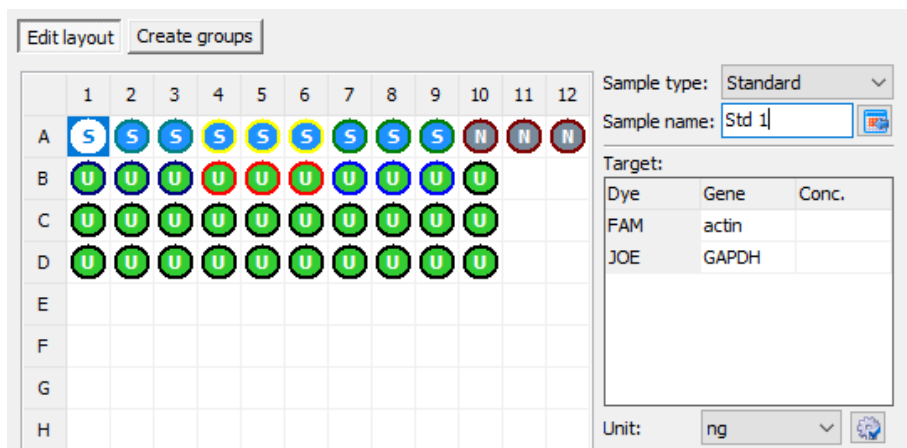 Edit layout Create groups
Sample type: Standard
1 2 3 4 5 6 7 8 9 10 11 12
Sample name: Std 1
A S S S S S S S S S N N N
Target:
B U U U U U U U U U U
Dye Gene Conc.
C U U U U U U U U U U
FAM actin
D U U U U U U U U U U
JOE GAPDH
E
F
G
H
Unit: ng